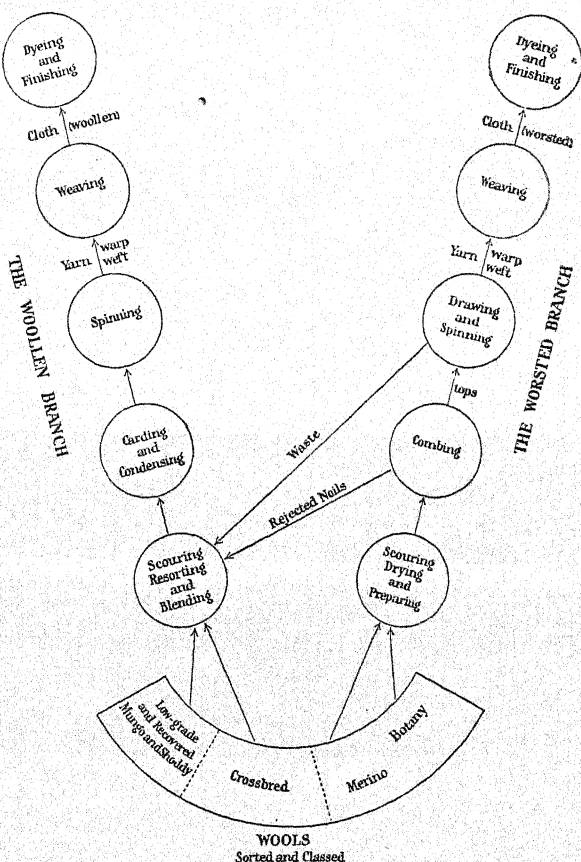 Dyeing
and
Finishing
Cloth (woollen)
Weaving
Yarn warp
weft
Spinning
THE WOOLLEN BRANCH
Carding
and
Condensing
Scouring
Resorting
and
Blending
Dyeing
and
Finishing
Cloth (worsted)
Weaving
Yarn warp
weft
Drawing
and
Spinning
THE WORSTED BRANCH
tops
Combing
Waste
Rejected Noils
Scouring
Drying
and
Preparing
Low-grade
and Recovered
Mungo and Shoddy
Crossbred
Merino
Botany
WOOLS
Sorted and Classed